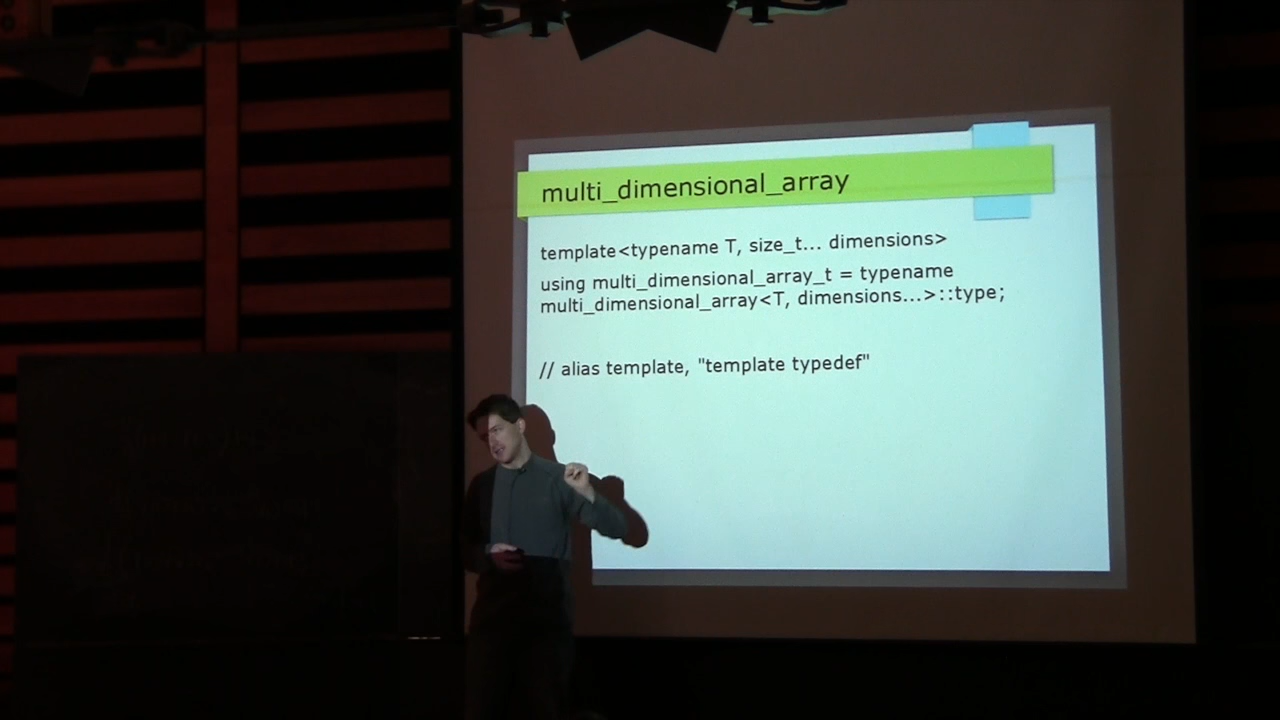 multi_dimensional_array
template<typename T, size_t... dimensions>
using multi_dimensional_array_t = typename
multi_dimensional_array<T, dimensions...>::type;
// alias template, "template typedef"